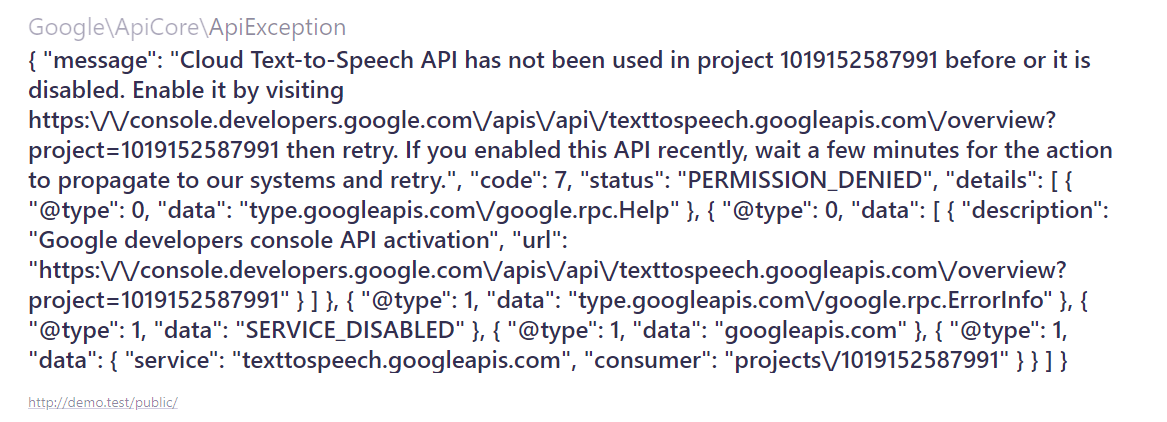 Google\ApiCore\ApiException
{ "message": "Cloud Text-to-Speech API has not been used in project 1019152587991 before or it is
disabled. Enable it by visiting
https:\/\/console.developers.google.com\/apis\/api\/texttospeech.googleapis.com\/overview?
project=1019152587991 then retry. If you enabled this API recently, wait a few minutes for the action
to propagate to our systems and retry.", "code": 7, "status": "PERMISSION_DENIED", "details": [ {
"@type": 0, "data": "type.googleapis.com\/google.rpc.Help" }, { "@type": 0, "data": [ { "description":
"Google developers console API activation", "url":
"https:\/\/console.developers.google.com\/apis\/api\/texttospeech.googleapis.com\/overview?
project=1019152587991" } ] }, { "@type": 1, "data": "type.googleapis.com\/google.rpc.ErrorInfo" }, {
"@type": 1, "data": "SERVICE_DISABLED" }, { "@type": 1, "data": "googleapis.com" }, { "@type": 1,
"data": { "service": "texttospeech.googleapis.com", "consumer": "projects\/1019152587991" } } ] }
http://demo.test/public/